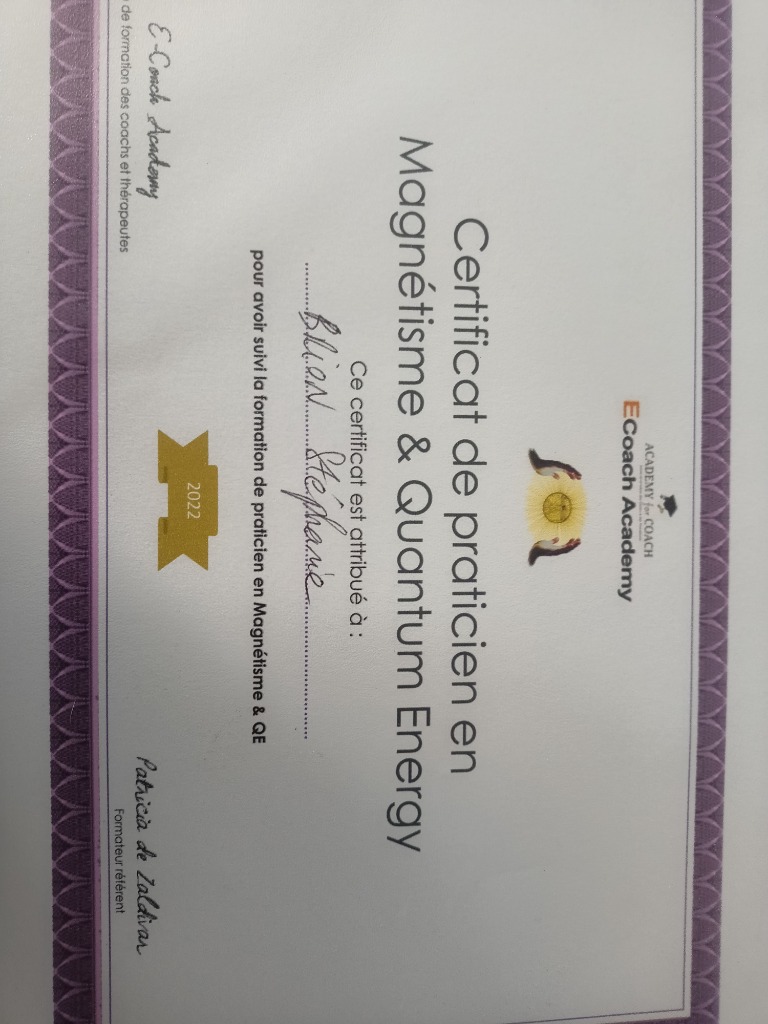 ACADEMY for COACH
ECoach Academy
Certificat de praticien en
Magnétisme & Quantum Energy
Ce certificat est attribué à :
Stéphanie
pour avoir suivi la formation de praticien en Magnétisme & QE
2022
E-Coach Academy
de formation des coachs et thérapeutes
Patricia de Zaldivar
Formateur référent